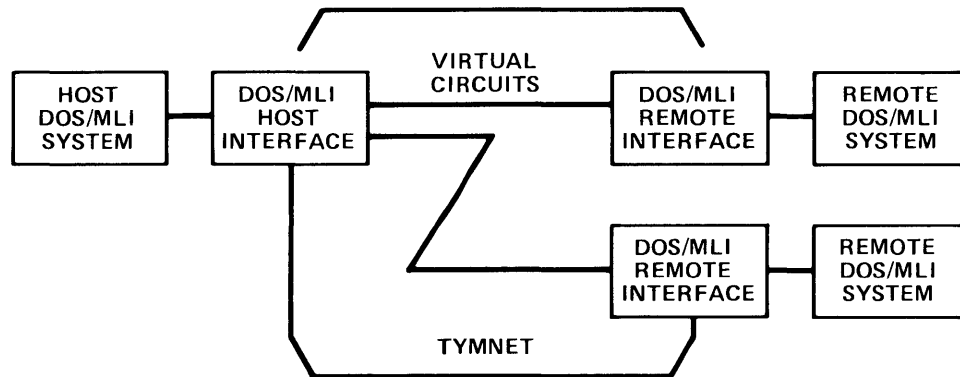 VIRTUAL
CIRCUITS
HOST
DOS/MLI
SYSTEM
DOS/MLI
HOST
INTERFACE
DOS/MLI
REMOTE
INTERFACE
REMOTE
DOS/MLI
SYSTEM
DOS/MLI
REMOTE
INTERFACE
REMOTE
DOS/MLI
SYSTEM
TYMNET